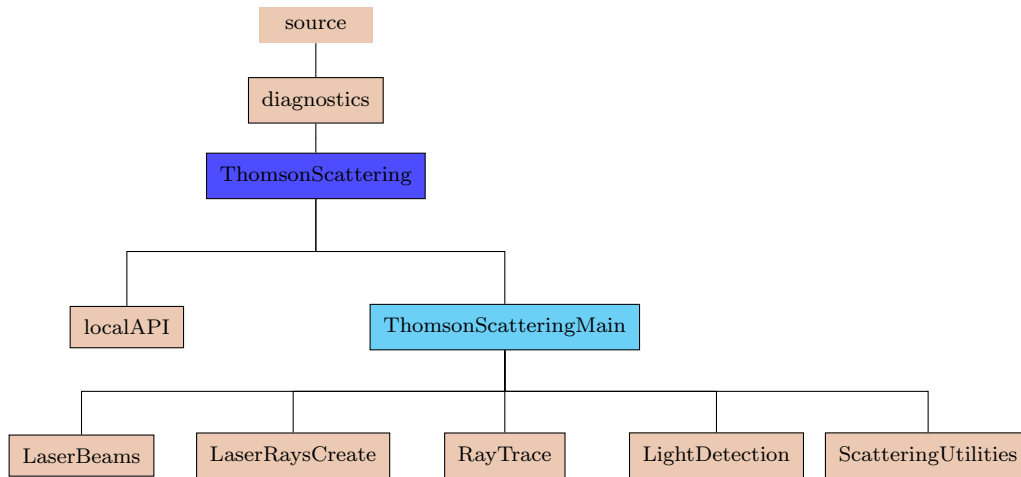 source
diagnostics
ThomsonScattering
localAPI
ThomsonScatteringMain
LaserBeams
LaserRaysCreate
RayTrace
LightDetection
ScatteringUtilities